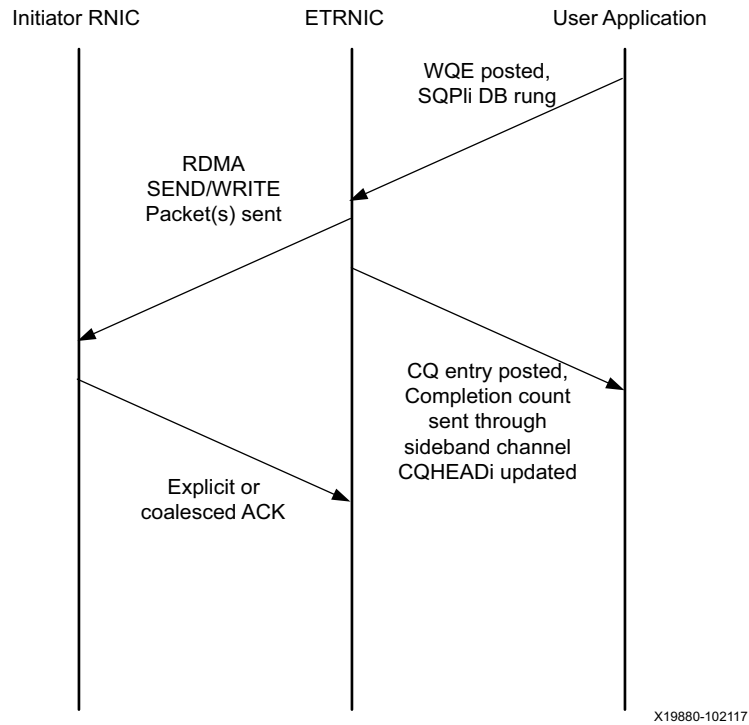 Initiator RNIC
ETRNIC
User Application
WQE posted,
SQPIi DB rung
RDMA
SEND/WRITE
Packet(s) sent
CQ entry posted,
Completion count
sent through
sideband channel
CQHEADi updated
Explicit or
coalesced ACK
X19880-102117